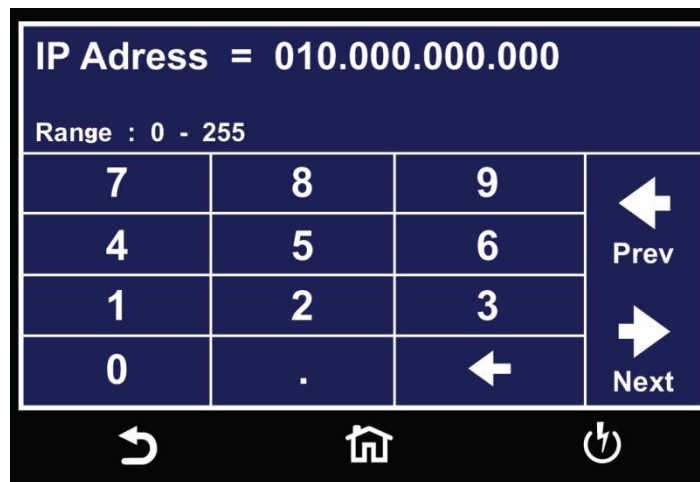 IP Adress = 010.000.000.000
Range : 0 - 255
7 8 9
4 5 6
Prev
1 2 3
0 .
Next